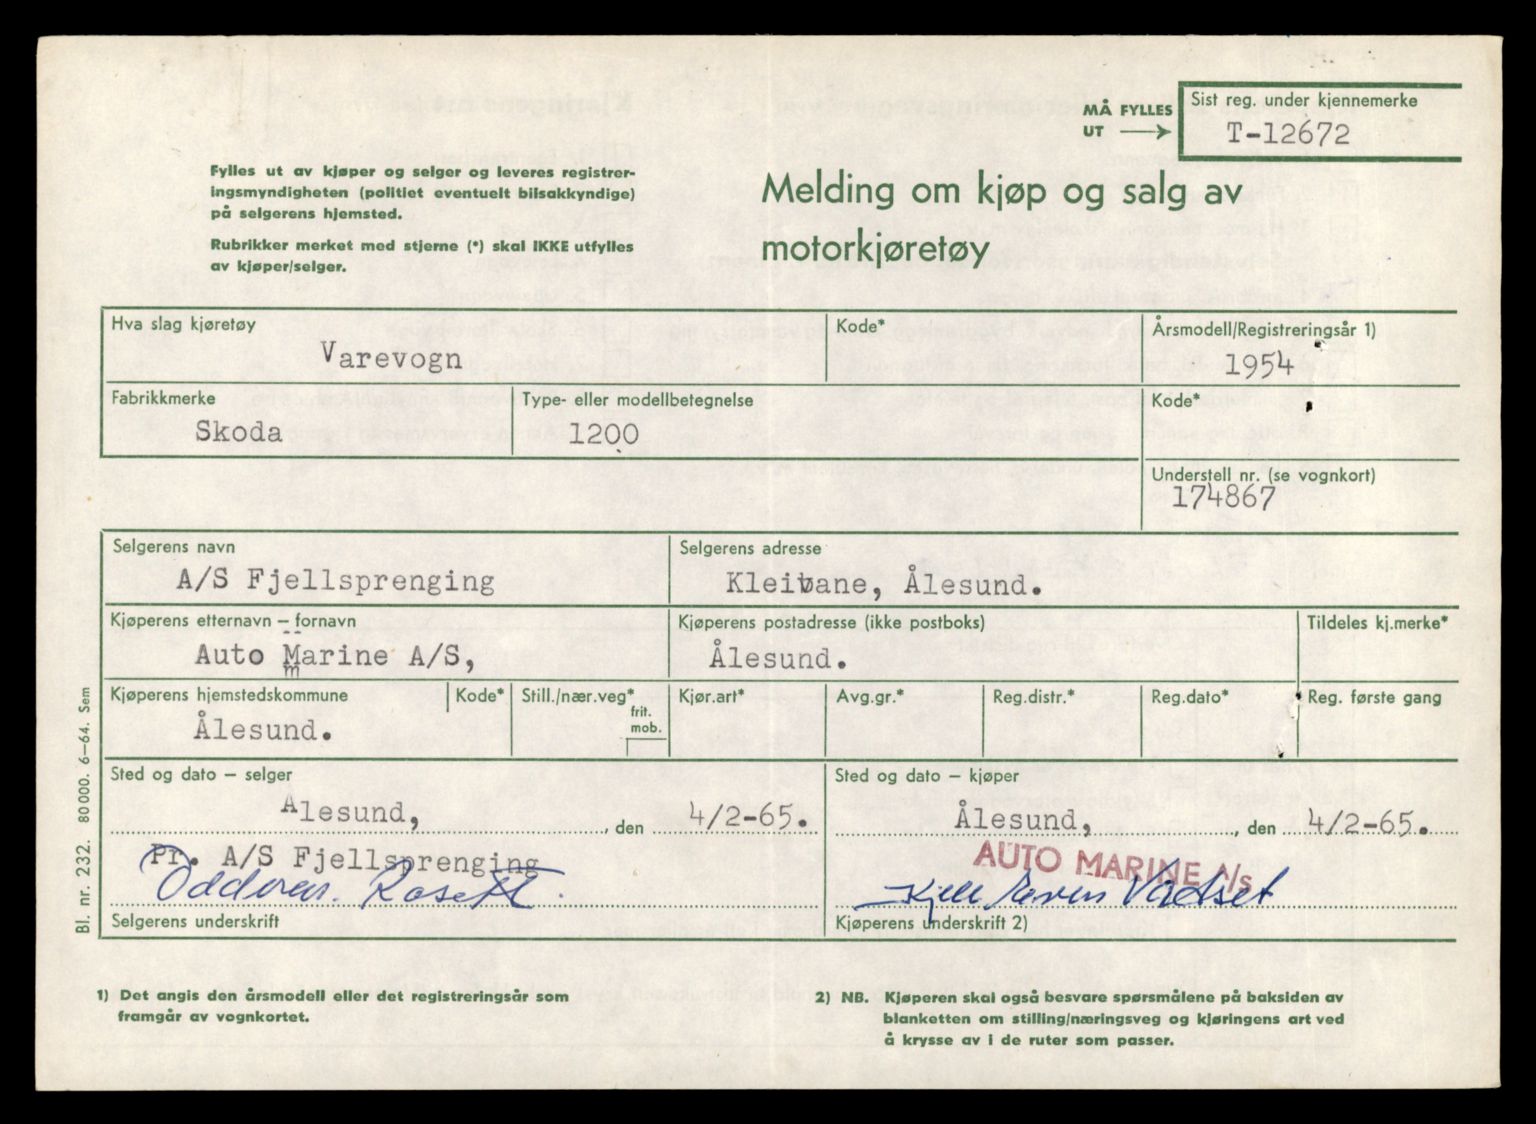 MÅ FYLLES
UT
Sist reg. under kjennemerke
T-12672
Fylles ut av kjøper og selger og leveres registrer-
ingsmyndigheten (politiet eventuelt bilsakkyndige)
på selgerens hjemsted.
Rubrikker merket med stjerne (*) skal IKKE utfylles
av kjøper/selger.
Melding om kjøp og salg av
motorkjøretøy
Hva slag kjøretøy
Varevogn
Kode*
Årsmodell/Registreringsår 1)
1954
Fabrikkmerke
Skoda
Type- eller modellbetegnelse
1200
Kode*
Understell nr. (se vognkort)
174867
Selgerens navn
A/S Fjellsprenging
Selgerens adresse
Kleivane, Ålesund.
Kjøperens etternavn – fornavn
Auto Marine A/S,
Kjøperens postadresse (ikke postboks)
Ålesund.
Tildeles kj.merke*
Kjøperens hjemstedskommune
Ålesund.
Kode*
Still./nær.veg*
frit.
mob.
Kjør.art*
Avg.gr.*
Reg.distr.*
Reg.dato*
Reg. første gang
Sted og dato – selger
Alesund, , den 4/2-65.
Pr. A/S Fjellsprenging
Oddvar Rosett
Selgerens underskrift
Sted og dato – kjøper
Ålesund, , den 4/2-65.
AUTO MARINE A/s
Kjell
Selgerens underskrift
Kjøperens underskrift 2)
1) Det angis den årsmodell eller det registreringsår som
framgår av vognkortet.
2) NB. Kjøperen skal også besvare spørsmålene på baksiden av
blanketten om stilling/næringsveg og kjøringens art ved
å krysse av i de ruter som passer.
Bl. nr. 232. 80000. 6–64. Sem